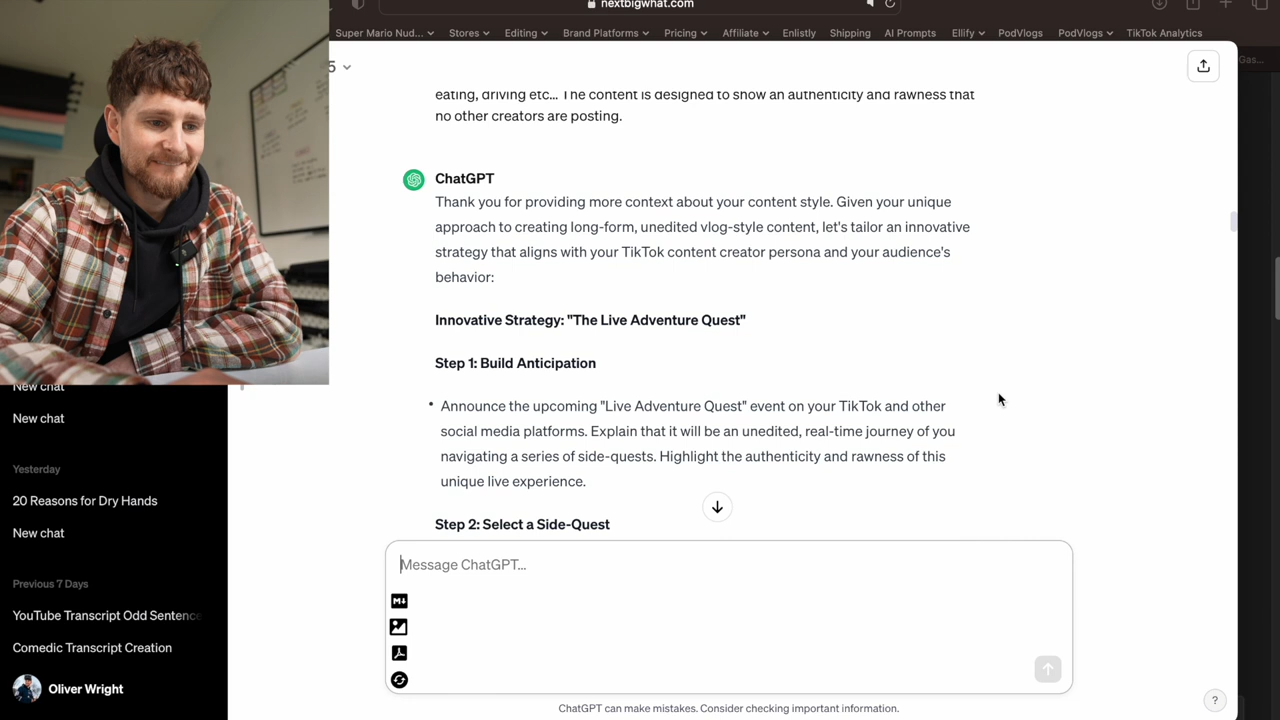 nextbigwhat.com
Super Mario Nud... Stores Editing Brand Platforms Pricing Affiliate Enlistly Shipping AI Prompts Ellify PodVlogs PodVlogs TikTok Analytics
Gas...
5
eating, driving etc... The content is designed to show an authenticity and rawness that
no other creators are posting.
ChatGPT
Thank you for providing more context about your content style. Given your unique
approach to creating long-form, unedited vlog-style content, let's tailor an innovative
strategy that aligns with your TikTok content creator persona and your audience's
behavior:
Innovative Strategy: "The Live Adventure Quest"
Step 1: Build Anticipation
• Announce the upcoming "Live Adventure Quest" event on your TikTok and other
social media platforms. Explain that it will be an unedited, real-time journey of you
navigating a series of side-quests. Highlight the authenticity and rawness of this
unique live experience.
Step 2: Select a Side-Quest
New chat
New chat
Yesterday
20 Reasons for Dry Hands
New chat
Previous 7 Days
YouTube Transcript Odd Sentence
Comedic Transcript Creation
Oliver Wright
Message ChatGPT...
M
ChatGPT can make mistakes. Consider checking important information.
?